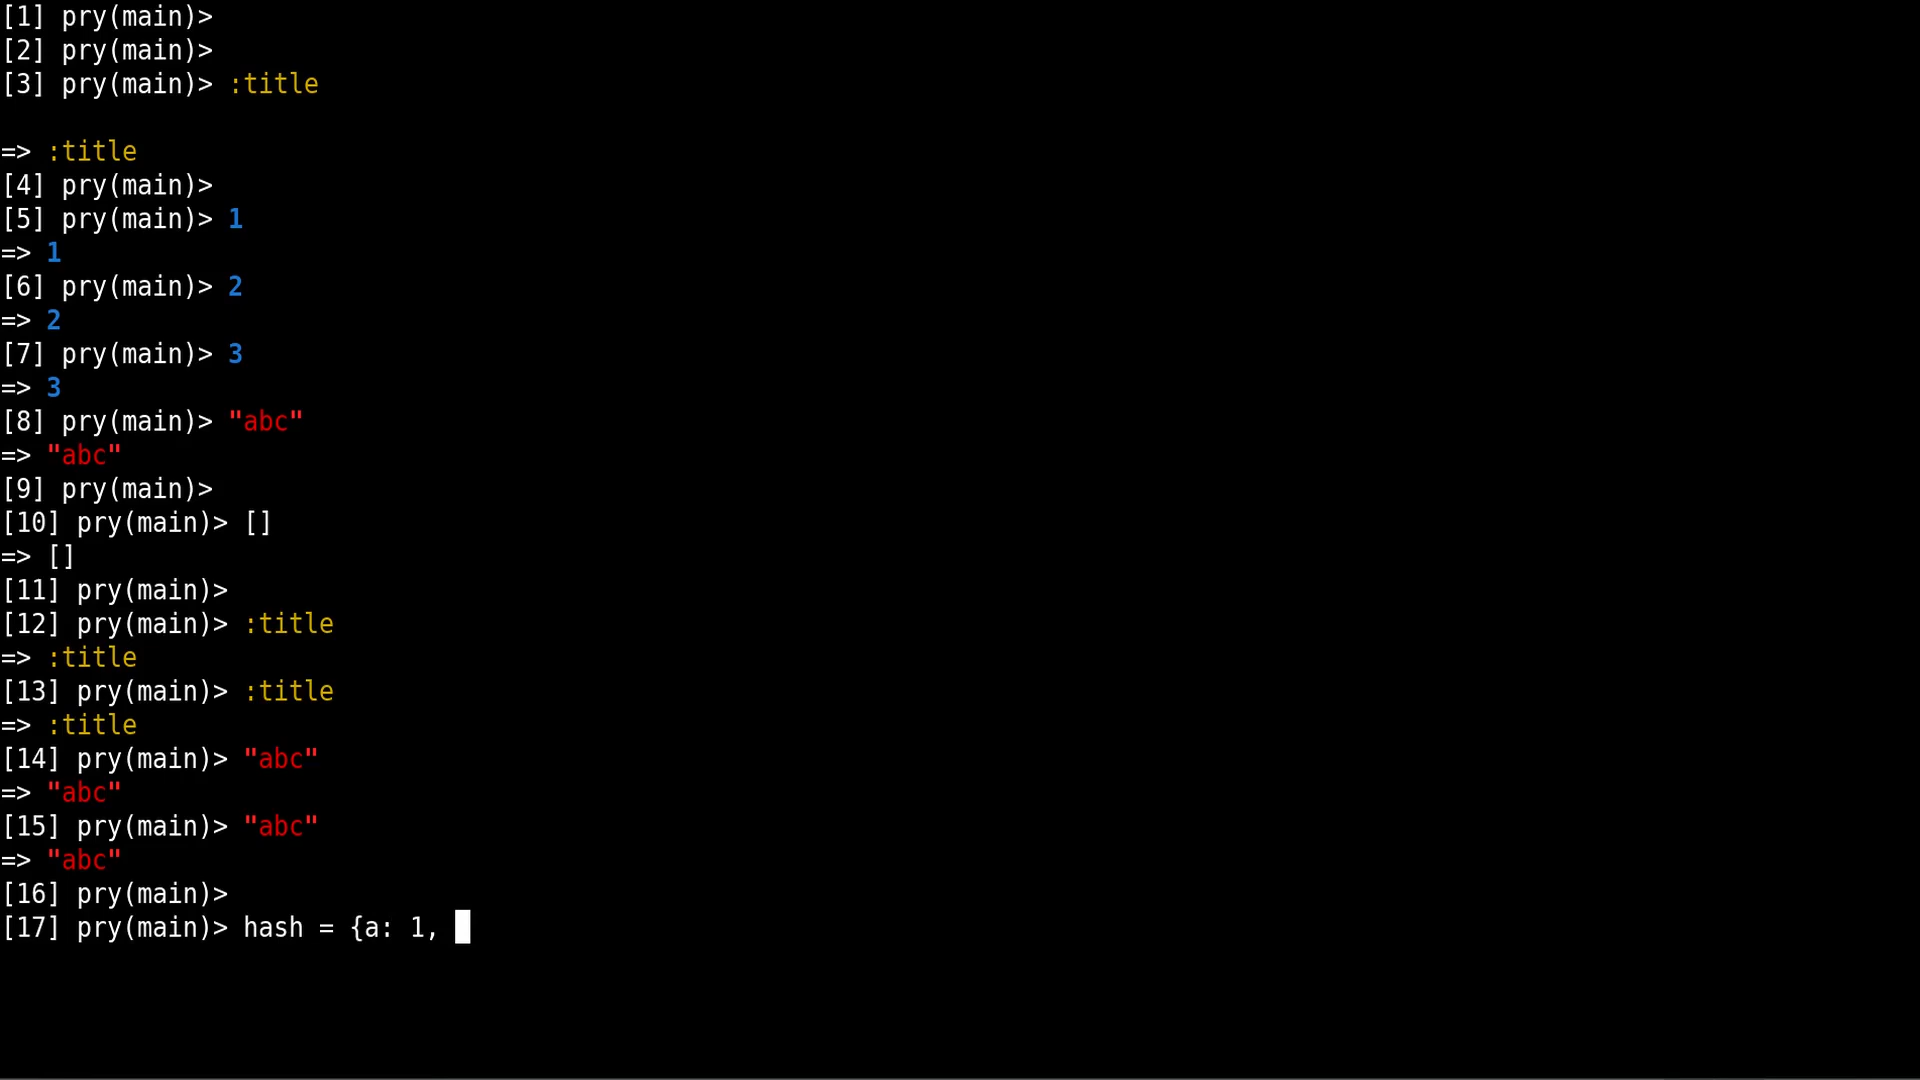 [1] pry(main)>
[2] pry(main)>
[3] pry(main)> :title
=> :title
[4] pry(main)>
[5] pry(main)> 1
=> 1
[6] pry(main)> 2
=> 2
[7] pry(main)> 3
=> 3
[8] pry(main)> "abc"
=> "abc"
[9] pry(main)>
[10] pry(main)> []
=> []
[11] pry(main)>
[12] pry(main)> :title
=> :title
[13] pry(main)> :title
=> :title
[14] pry(main)> "abc"
=> "abc"
[15] pry(main)> "abc"
=> "abc"
[16] pry(main)>
[17] pry(main)> hash = {a: 1,